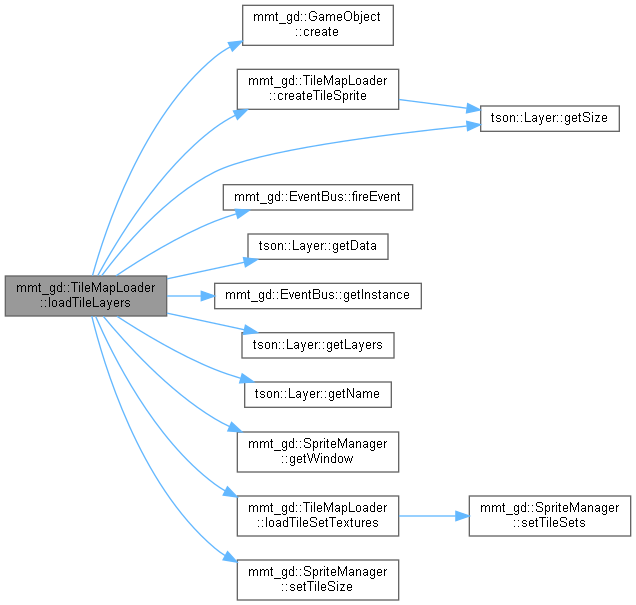 mmt_gd::GameObject
::create
mmt_gd::TileMapLoader
::createTileSprite
tson::Layer::getSize
mmt_gd::EventBus::fireEvent
tson::Layer::getData
mmt_gd::TileMapLoader
::loadTileLayers
mmt_gd::EventBus::getInstance
tson::Layer::getLayers
tson::Layer::getName
mmt_gd::SpriteManager
::getWindow
mmt_gd::TileMapLoader
::loadTileSetTextures
mmt_gd::SpriteManager
::setTileSets
mmt_gd::SpriteManager
::setTileSize